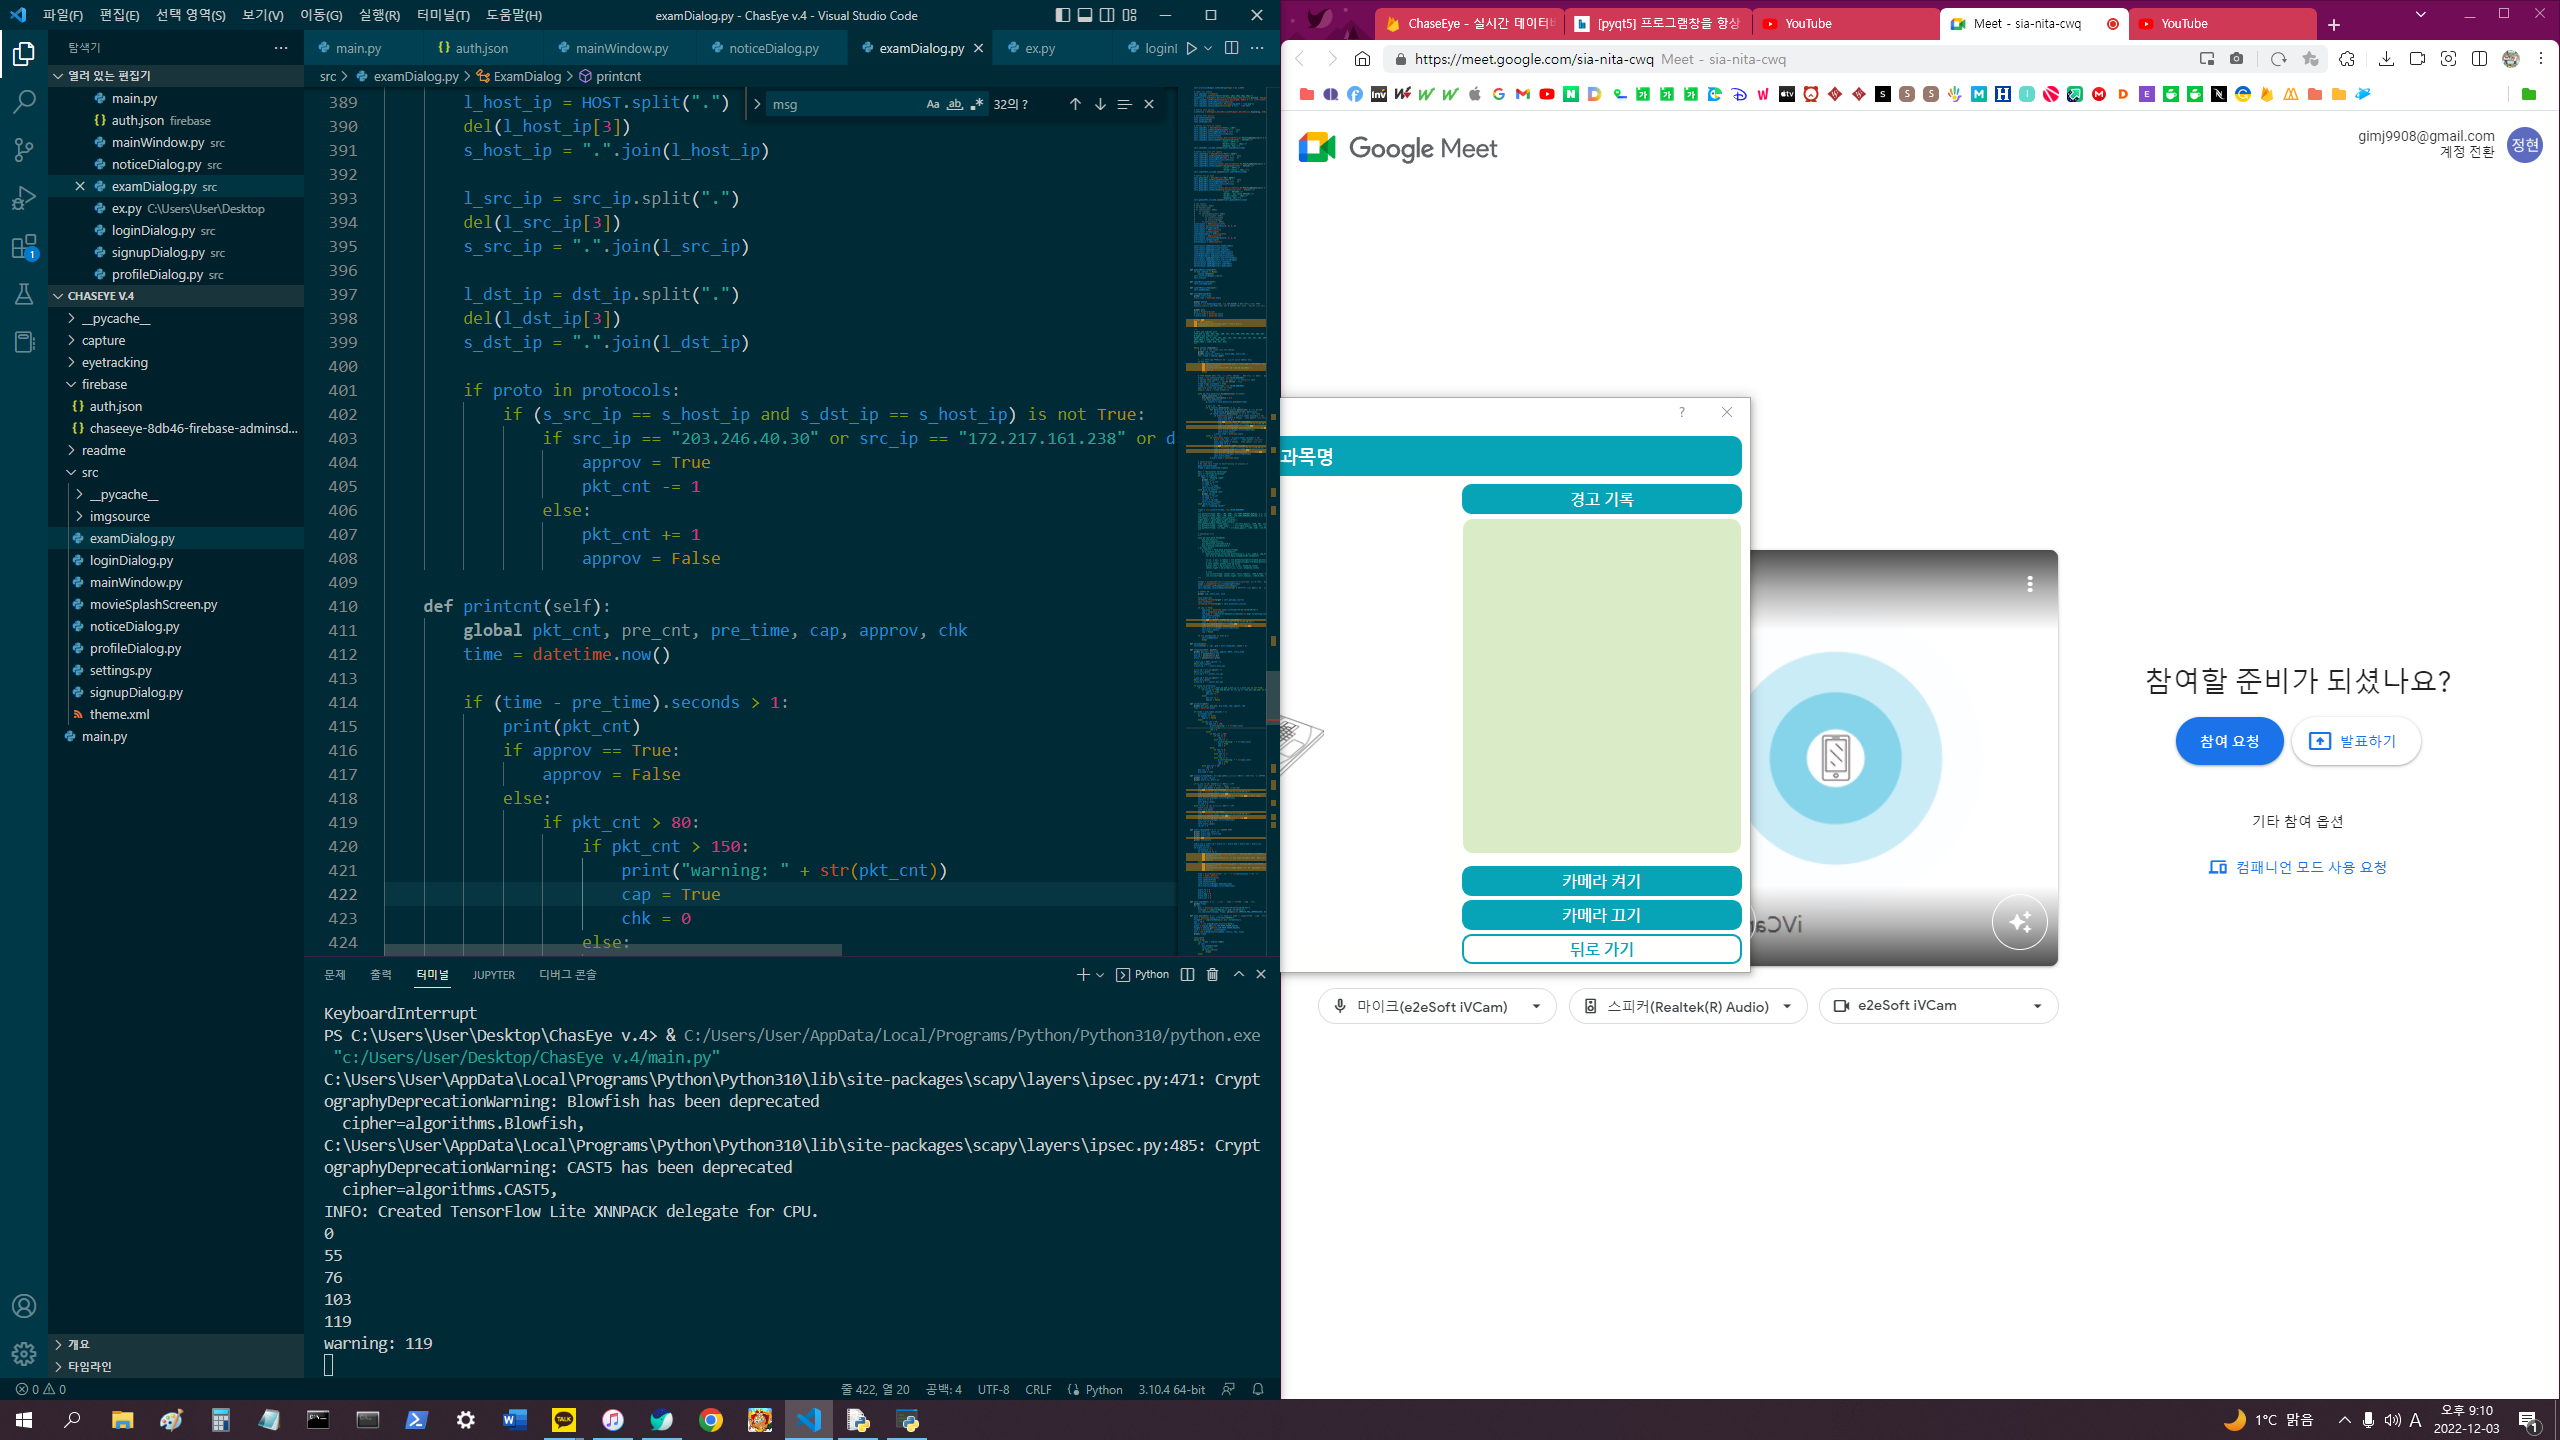 파일(F) 편집(E) 선택 영역(S) 보기(V) 이동(G) 실행(R) 터미널(T) 도움말(H)
examDialog.py - ChasEye v.4 - Visual Studio Code
탐색기
열려 있는 편집기
main.py
auth.json firebase
mainWindow.py src
noticeDialog.py src
examDialog.py src
ex.py C:\Users\User\Desktop
loginDialog.py src
signupDialog.py src
profileDialog.py src
CHASEYE V.4
__pycache__
capture
eyetracking
firebase
auth.json
chaseeye-8db46-firebase-adminsd...
readme
src
__pycache__
imgsource
examDialog.py
loginDialog.py
mainWindow.py
movieSplashScreen.py
noticeDialog.py
profileDialog.py
settings.py
signupDialog.py
theme.xml
main.py
개요
타임라인
main.py auth.json mainWindow.py noticeDialog.py examDialog.py ex.py loginI
src > examDialog.py > ExamDialog > printcnt
msg
Aa ab 32의 ?
389 l_host_ip = HOST.split(".")
390 del(l_host_ip[3])
391 s_host_ip = ".".join(l_host_ip)
392
393 l_src_ip = src_ip.split(".")
394 del(l_src_ip[3])
395 s_src_ip = ".".join(l_src_ip)
396
397 l_dst_ip = dst_ip.split(".")
398 del(l_dst_ip[3])
399 s_dst_ip = ".".join(l_dst_ip)
400
401 if proto in protocols:
402 if (s_src_ip == s_host_ip and s_dst_ip == s_host_ip) is not True:
403 if src_ip == "203.246.40.30" or src_ip == "172.217.161.238" or d
404 approv = True
405 pkt_cnt -= 1
406 else:
407 pkt_cnt += 1
408 approv = False
409
410 def printcnt(self):
411 global pkt_cnt, pre_cnt, pre_time, cap, approv, chk
412 time = datetime.now()
413
414 if (time - pre_time).seconds > 1:
415 print(pkt_cnt)
416 if approv == True:
417 approv = False
418 else:
419 if pkt_cnt > 80:
420 if pkt_cnt > 150:
421 print("warning: " + str(pkt_cnt))
422 cap = True
423 chk = 0
424 else:
문제 출력 터미널 JUPYTER 디버그 콘솔
Python
KeyboardInterrupt
PS C:\Users\User\Desktop\ChasEye v.4> & C:/Users/User/AppData/Local/Programs/Python/Python310/python.exe
"c:/Users/User/Desktop/ChasEye v.4/main.py"
C:\Users\User\AppData\Local\Programs\Python\Python310\lib\site-packages\scapy\layers\ipsec.py:471: Crypt
ographyDeprecationWarning: Blowfish has been deprecated
cipher=algorithms.Blowfish,
C:\Users\User\AppData\Local\Programs\Python\Python310\lib\site-packages\scapy\layers\ipsec.py:485: Crypt
ographyDeprecationWarning: CAST5 has been deprecated
cipher=algorithms.CAST5,
INFO: Created TensorFlow Lite XNNPACK delegate for CPU.
0
55
76
103
119
warning: 119
0 0
줄 422, 열 20 공백: 4 UTF-8 CRLF Python 3.10.4 64-bit
ChaseEye - 실시간 데이터 [pyqt5] 프로그램창을 항상 YouTube Meet - sia-nita-cwq YouTube
https://meet.google.com/sia-nita-cwq Meet - sia-nita-cwq
Google Meet
gimj9908@gmail.com
계정 전환
정현
?
과목명
경고 기록
카메라 켜기
카메라 끄기
뒤로 가기
iVCam
참여할 준비가 되셨나요?
참여 요청 발표하기
기타 참여 옵션
컴패니언 모드 사용 요청
마이크(e2eSoft iVCam) 스피커(Realtek(R) Audio) e2eSoft iVCam
1°C 맑음
A
오후 9:10
2022-12-03
1